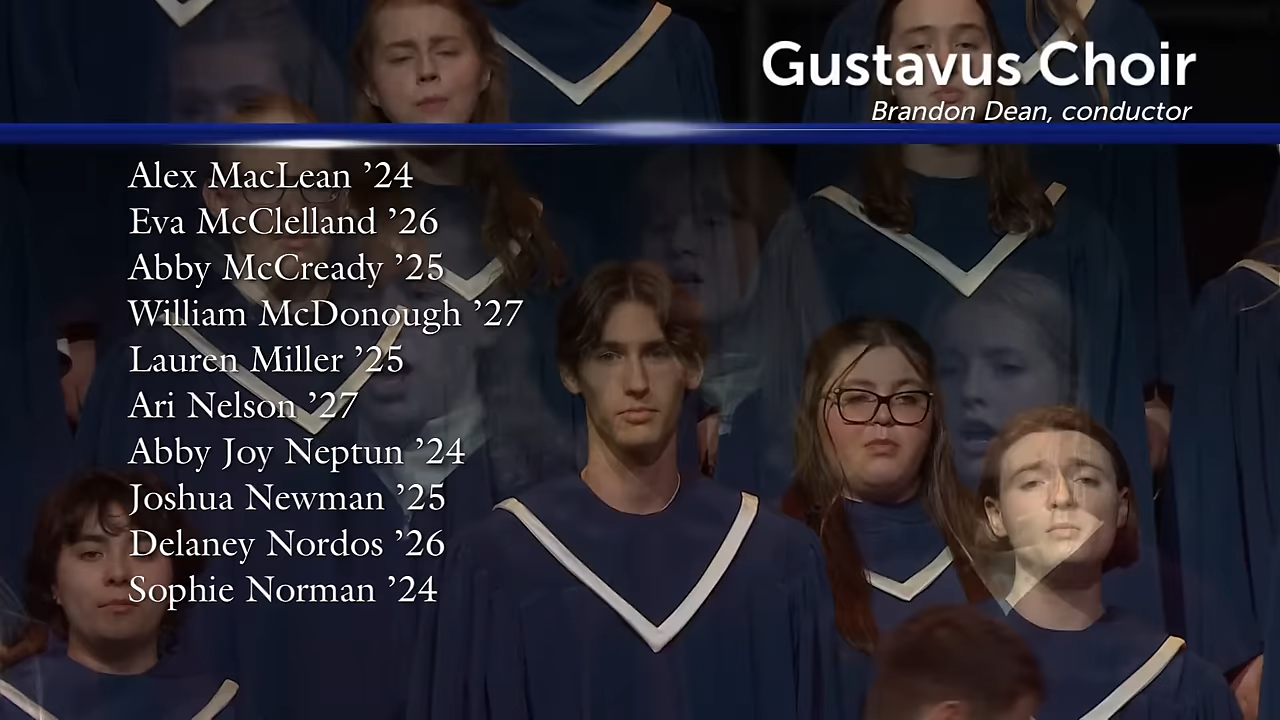 Gustavus Choir
Brandon Dean, conductor
Alex MacLean ’24
Eva McClelland ’26
Abby McCready ’25
William McDonough ’27
Lauren Miller ’25
Ari Nelson ’27
Abby Joy Neptun ’24
Joshua Newman ’25
Delaney Nordos ’26
Sophie Norman ’24